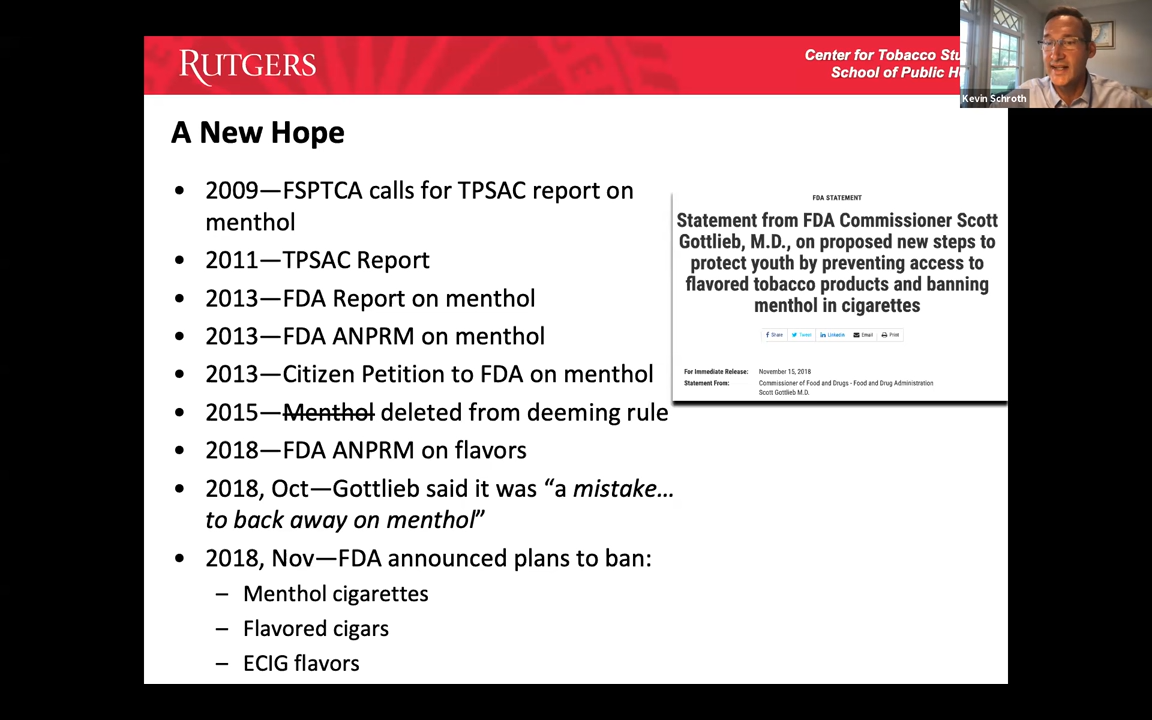 RUTGERS
Center for Tobacco
School of Public
Kevin Schroth
A New Hope
• 2009—FSPTCA calls for TPSAC report on
menthol
• 2011—TPSAC Report
• 2013—FDA Report on menthol
• 2013—FDA ANPRM on menthol
• 2013—Citizen Petition to FDA on menthol
• 2015—Menthol deleted from deeming rule
• 2018—FDA ANPRM on flavors
• 2018, Oct—Gottlieb said it was “a mistake…
to back away on menthol”
• 2018, Nov—FDA announced plans to ban:
– Menthol cigarettes
– Flavored cigars
– ECIG flavors
FDA STATEMENT
Statement from FDA Commissioner Scott
Gottlieb, M.D., on proposed new steps to
protect youth by preventing access to
flavored tobacco products and banning
menthol in cigarettes
Share Tweet Linkedin Email Print
For Immediate Release: November 15, 2018
Statement From: Commissioner of Food and Drugs - Food and Drug Administration
Scott Gottlieb M.D.